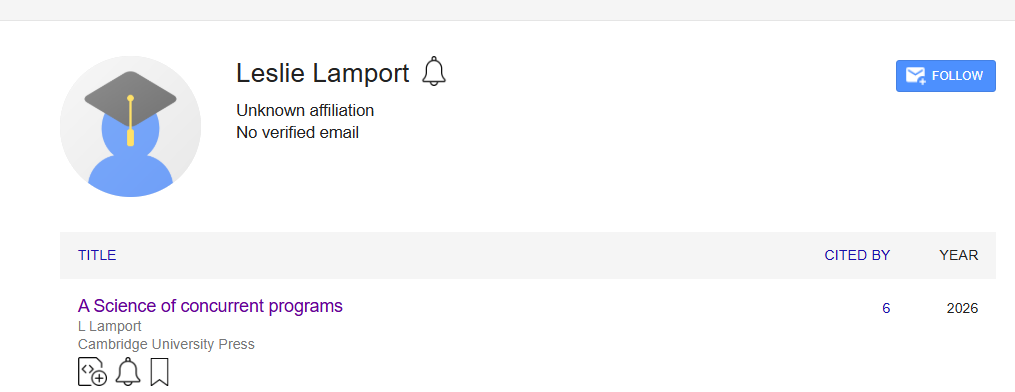 Leslie Lamport
FOLLOW
Unknown affiliation
No verified email
TITLE CITED BY YEAR
A Science of concurrent programs 6 2026
L Lamport
Cambridge University Press